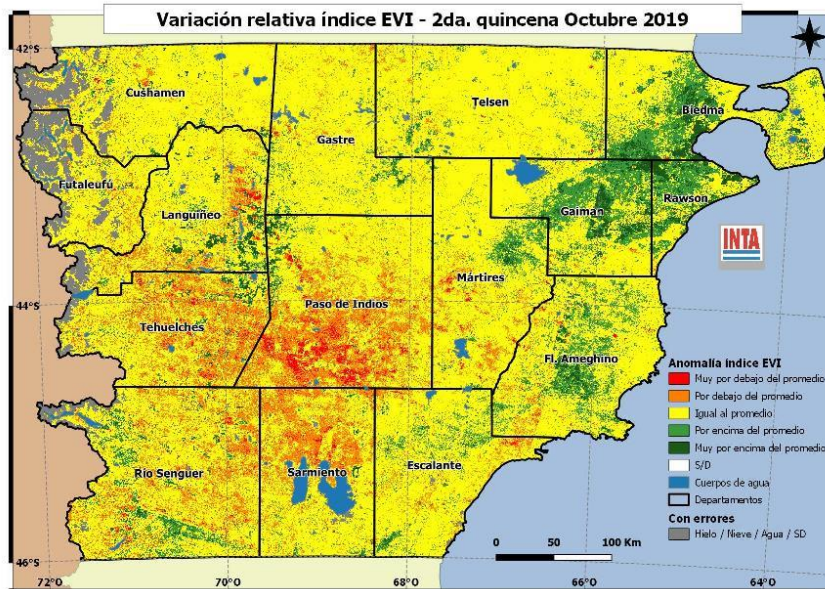 Variación relativa índice EVI - 2da. quincena Octubre 2019
42°S
Cushamen
Telsen
Biedma
Gastre
Futaleufú
Languiñeo
Gaiman
Rawson
INTA
Mártires
44°S
Paso de Indios
Tehuelches
Fl. Ameghino
Anomalía índice EVI
Muy por debajo del promedio
Por debajo del promedio
Igual al promedio
Por encima del promedio
Muy por encima del promedio
S/D
Cuerpos de agua
Departamentos
Con errores
Hielo / Nieve / Agua / SD
Río Senguer
Sarmiento
Escalante
0 50 100 Km
46°S
72°O 70°O 68°O 66°O 64°O